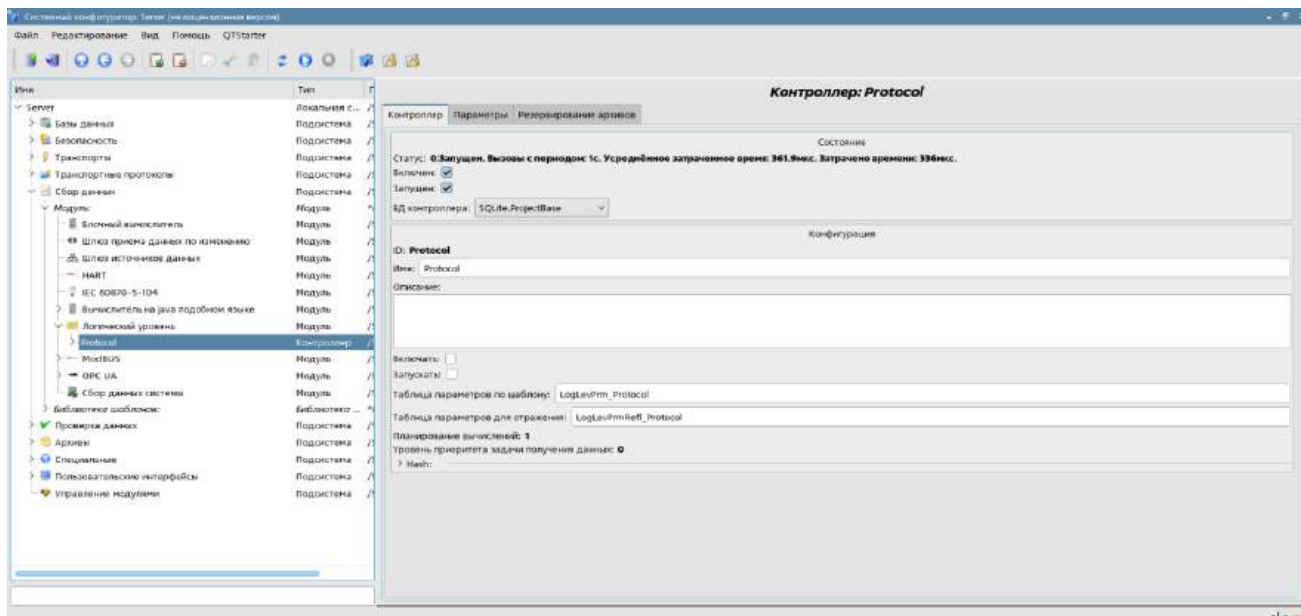 Системный конфигуратор: Server (не лицензионная версия)
Файл Редактирование Вид Помощь QTStarter
Имя Тип
Server Локальная с...
Базы данных Подсистема
Безопасность Подсистема
Транспорты Подсистема
Транспортные протоколы Подсистема
Сбор данных Подсистема
Модуль: Модуль
Блочный вычислитель Модуль
Шлюз приема данных по изменению Модуль
Шлюз источников данных Модуль
HART Модуль
IEC 60870-5-104 Модуль
Вычислитель на java подобном языке Модуль
Логический уровень Модуль
Protocol Контроллер
ModBUS Модуль
OPC UA Модуль
Сбор данных системы Модуль
Библиотека шаблонов: Библиотека ...
Проверка данных Подсистема
Архивы Подсистема
Специальные Подсистема
Пользовательские интерфейсы Подсистема
Управление модулями Подсистема
Контроллер: Protocol
Контроллер Параметры Резервирование архивов
Состояние
Статус: 0:Запущен. Вызовы с периодом: 1с. Усреднённое затраченное время: 361.9мкс. Затрачено времени: 336мкс.
Включен:
Запущен:
БД контроллера: SQLite.ProjectBase
Конфигурация
ID: Protocol
Имя: Protocol
Описание:
Включать:
Запускать:
Таблица параметров по шаблону: LogLevPrm_Protocol
Таблица параметров для отражения: LogLevPrmRefl_Protocol
Планирование вычислений: 1
Уровень приоритета задачи получения данных: 0
Hash: